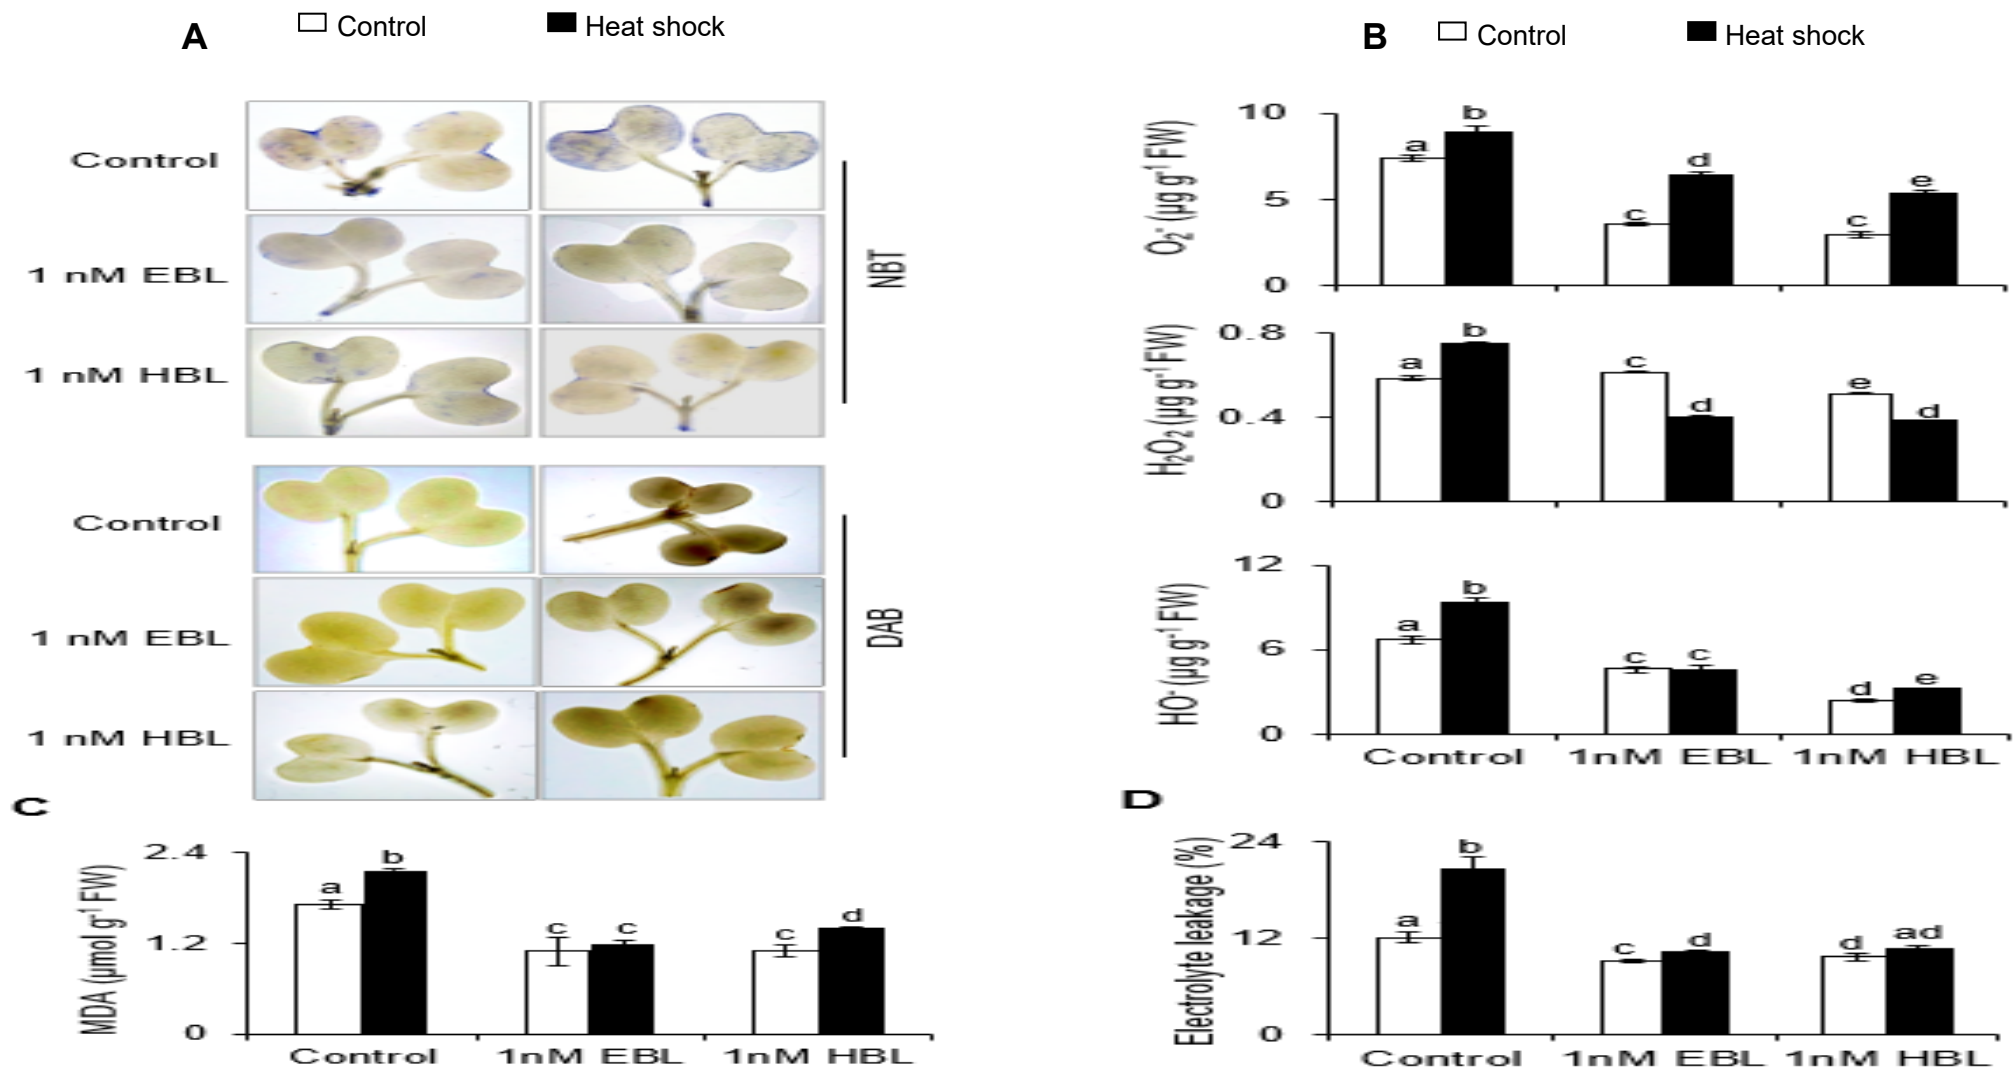 A
Control
Heat shock
Control
1 nM EBL
1 nM HBL
NBT
Control
1 nM EBL
1 nM HBL
DAB
B
Control
Heat shock
O₂⁻ (µg g⁻¹ FW)
10
5
0
a
b
c
d
c
e
H₂O₂ (µg g⁻¹ FW)
0.8
0.4
0
a
b
c
d
e
d
HO⁻ (µg g⁻¹ FW)
12
6
0
a
b
c
c
d
e
Control
1nM EBL
1nM HBL
C
MDA (µmol g⁻¹ FW)
2.4
1.2
0
a
b
c
c
c
d
Control
1nM EBL
1nM HBL
D
Electrolyte leakage (%)
24
12
0
a
b
c
d
d
ad
Control
1nM EBL
1nM HBL